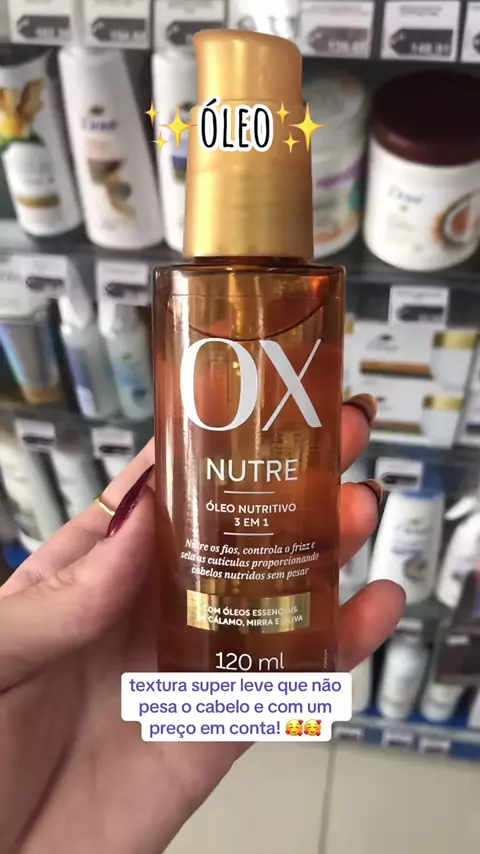 ✨ÓLEO✨
OX
NUTRE
ÓLEO NUTRITIVO
3 EM 1
Nutre os fios, controla o frizz e
sela as cutículas proporcionando
cabelos nutridos sem pesar
COM ÓLEOS ESSENCIAIS
DE CÁLAMO, MIRRA E OLIVA
120 ml
textura super leve que não
pesa o cabelo e com um
preço em conta! 🥰🥰
Dove